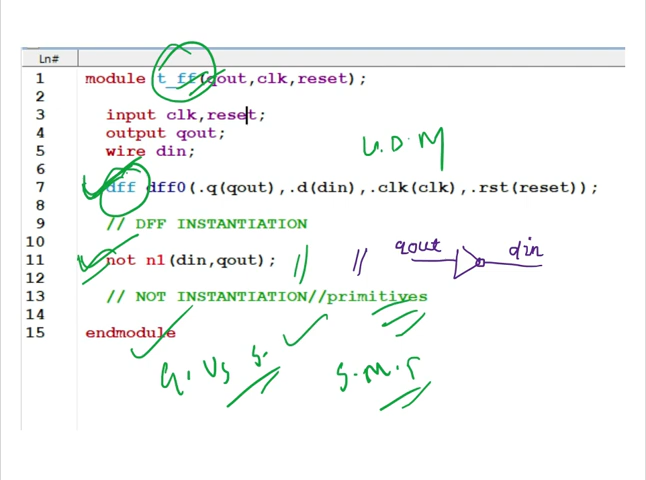 Ln#
1 module t_ff(qout,clk,reset);
2
3 input clk,reset;
4 output qout;
5 wire din;
6
7 dff dff0(.q(qout),.d(din),.clk(clk),.rst(reset));
8
9 // DFF INSTANTIATION
10
11 not n1(din,qout);
12
13 // NOT INSTANTIATION//primitives
14
15 endmodule
U.D.M
// qout din
Vs S.
S.M.